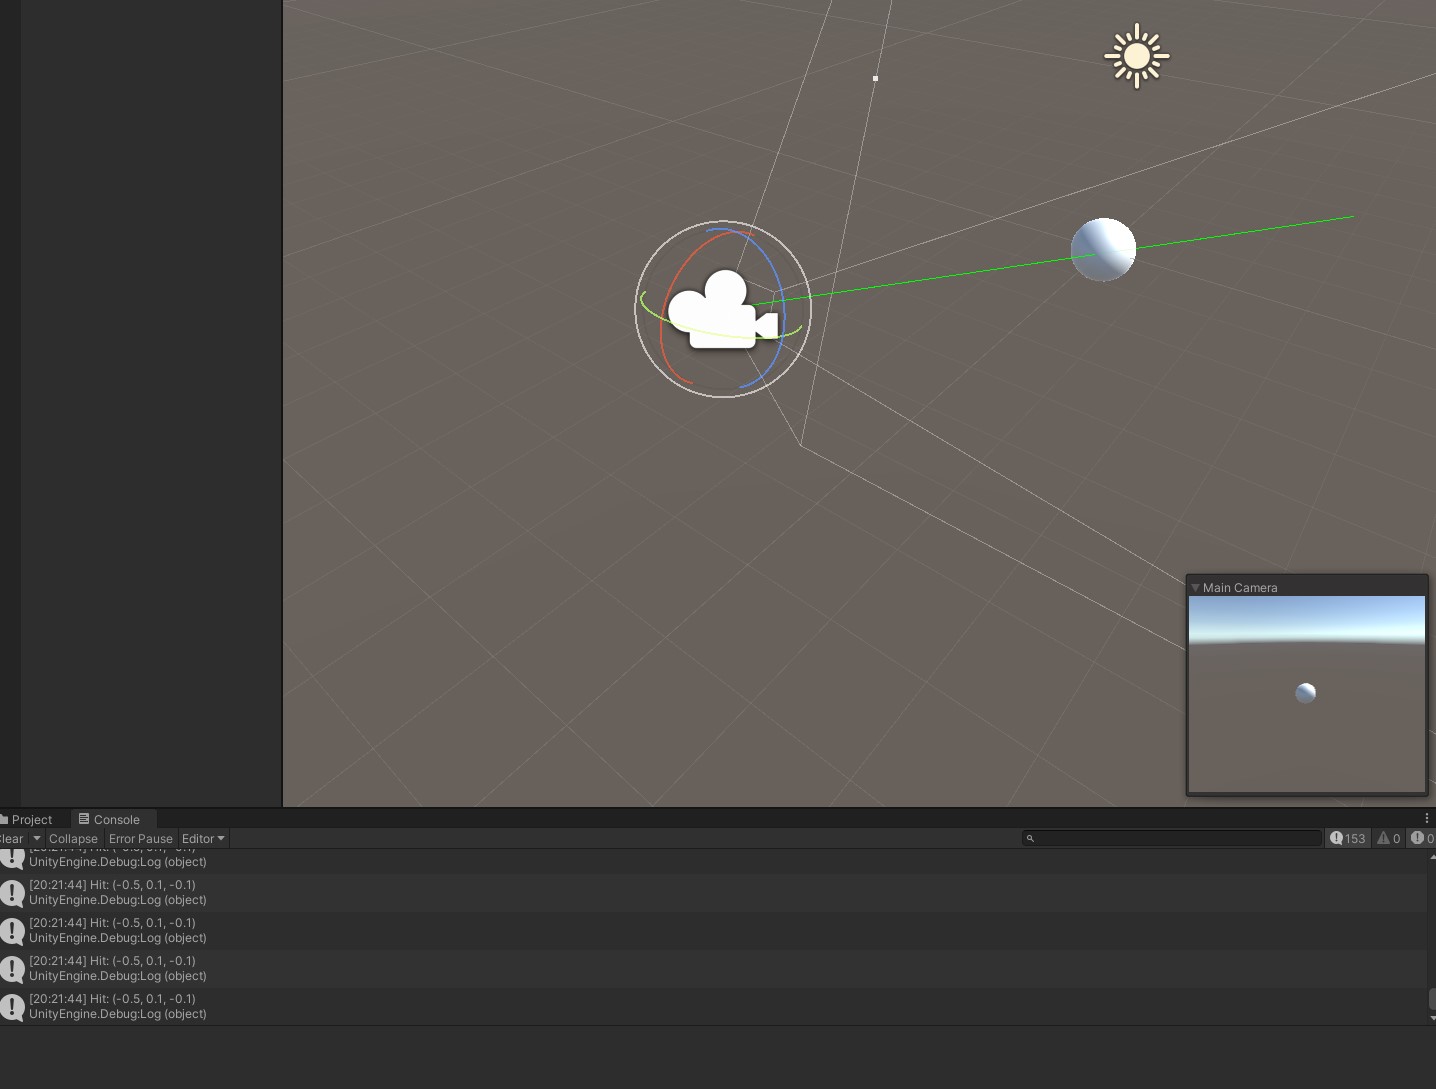 Main Camera
Project
Console
Clear
Collapse
Error Pause
Editor
153
0
0
UnityEngine.Debug:Log (object)
[20:21:44] Hit: (-0.5, 0.1, -0.1)
UnityEngine.Debug:Log (object)
[20:21:44] Hit: (-0.5, 0.1, -0.1)
UnityEngine.Debug:Log (object)
[20:21:44] Hit: (-0.5, 0.1, -0.1)
UnityEngine.Debug:Log (object)
[20:21:44] Hit: (-0.5, 0.1, -0.1)
UnityEngine.Debug:Log (object)